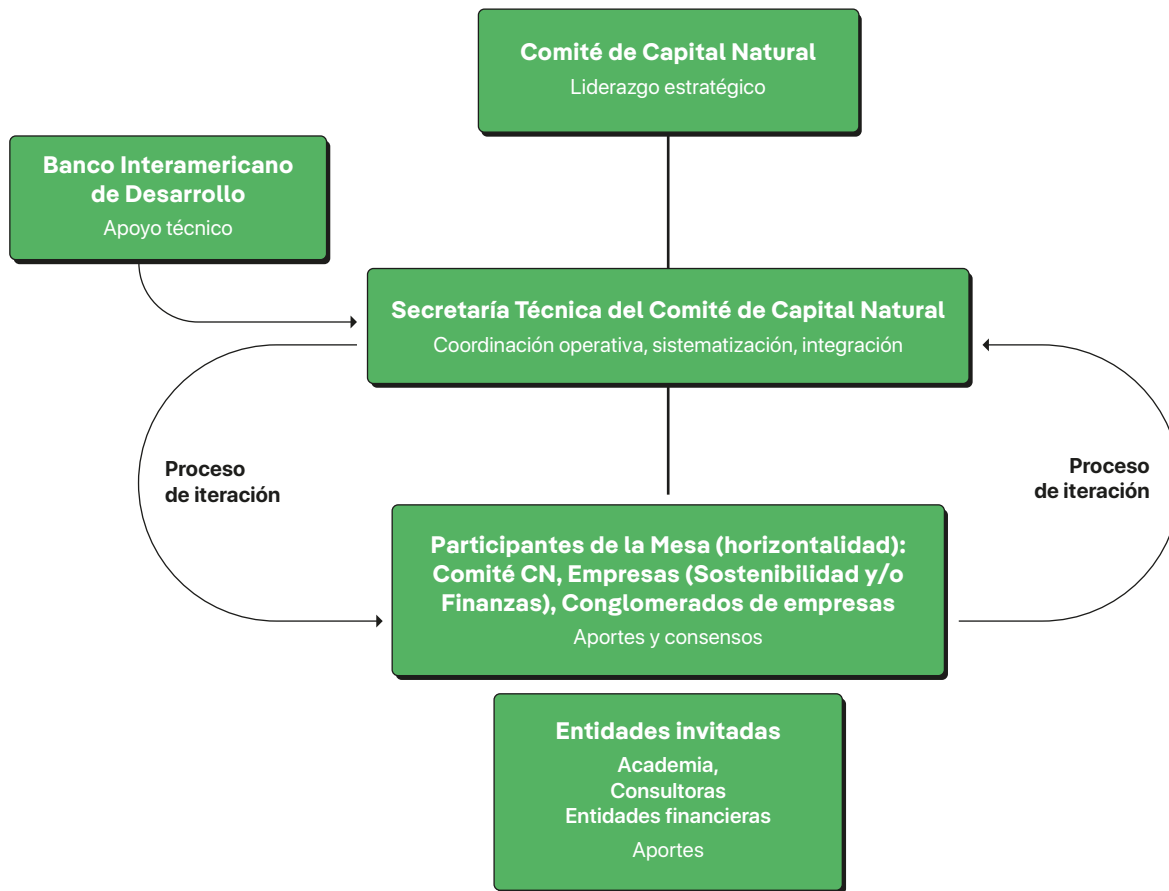 Comité de Capital Natural
Liderazgo estratégico
Banco Interamericano
de Desarrollo
Apoyo técnico
Secretaría Técnica del Comité de Capital Natural
Coordinación operativa, sistematización, integración
Proceso
de iteración
Proceso
de iteración
Participantes de la Mesa (horizontalidad):
Comité CN, Empresas (Sostenibilidad y/o
Finanzas), Conglomerados de empresas
Aportes y consensos
Entidades invitadas
Academia,
Consultoras
Entidades financieras
Aportes